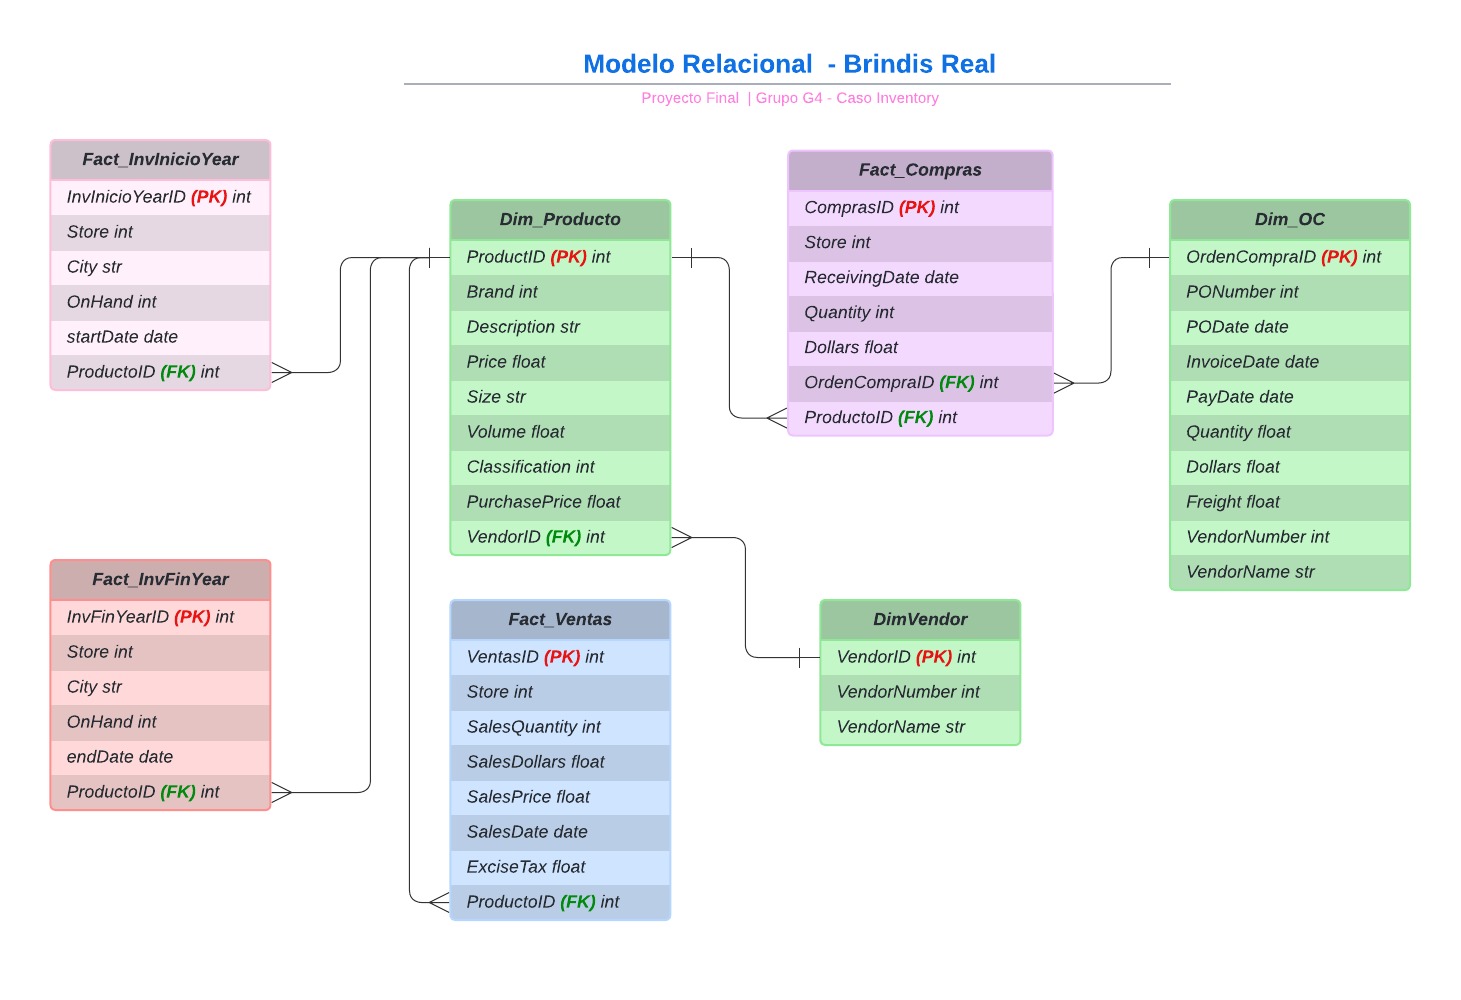 Modelo Relacional - Brindis Real
Proyecto Final | Grupo G4 - Caso Inventory
Fact_InvInicioYear
InvInicioYearID (PK) int
Store int
City str
OnHand int
startDate date
ProductoID (FK) int
Fact_InvFinYear
InvFinYearID (PK) int
Store int
City str
OnHand int
endDate date
ProductoID (FK) int
Dim_Producto
ProductID (PK) int
Brand int
Description str
Price float
Size str
Volume float
Classification int
PurchasePrice float
VendorID (FK) int
Fact_Ventas
VentasID (PK) int
Store int
SalesQuantity int
SalesDollars float
SalesPrice float
SalesDate date
ExciseTax float
ProductoID (FK) int
Fact_Compras
ComprasID (PK) int
Store int
ReceivingDate date
Quantity int
Dollars float
OrdenCompraID (FK) int
ProductoID (FK) int
DimVendor
VendorID (PK) int
VendorNumber int
VendorName str
Dim_OC
OrdenCompraID (PK) int
PONumber int
PODate date
InvoiceDate date
PayDate date
Quantity float
Dollars float
Freight float
VendorNumber int
VendorName str